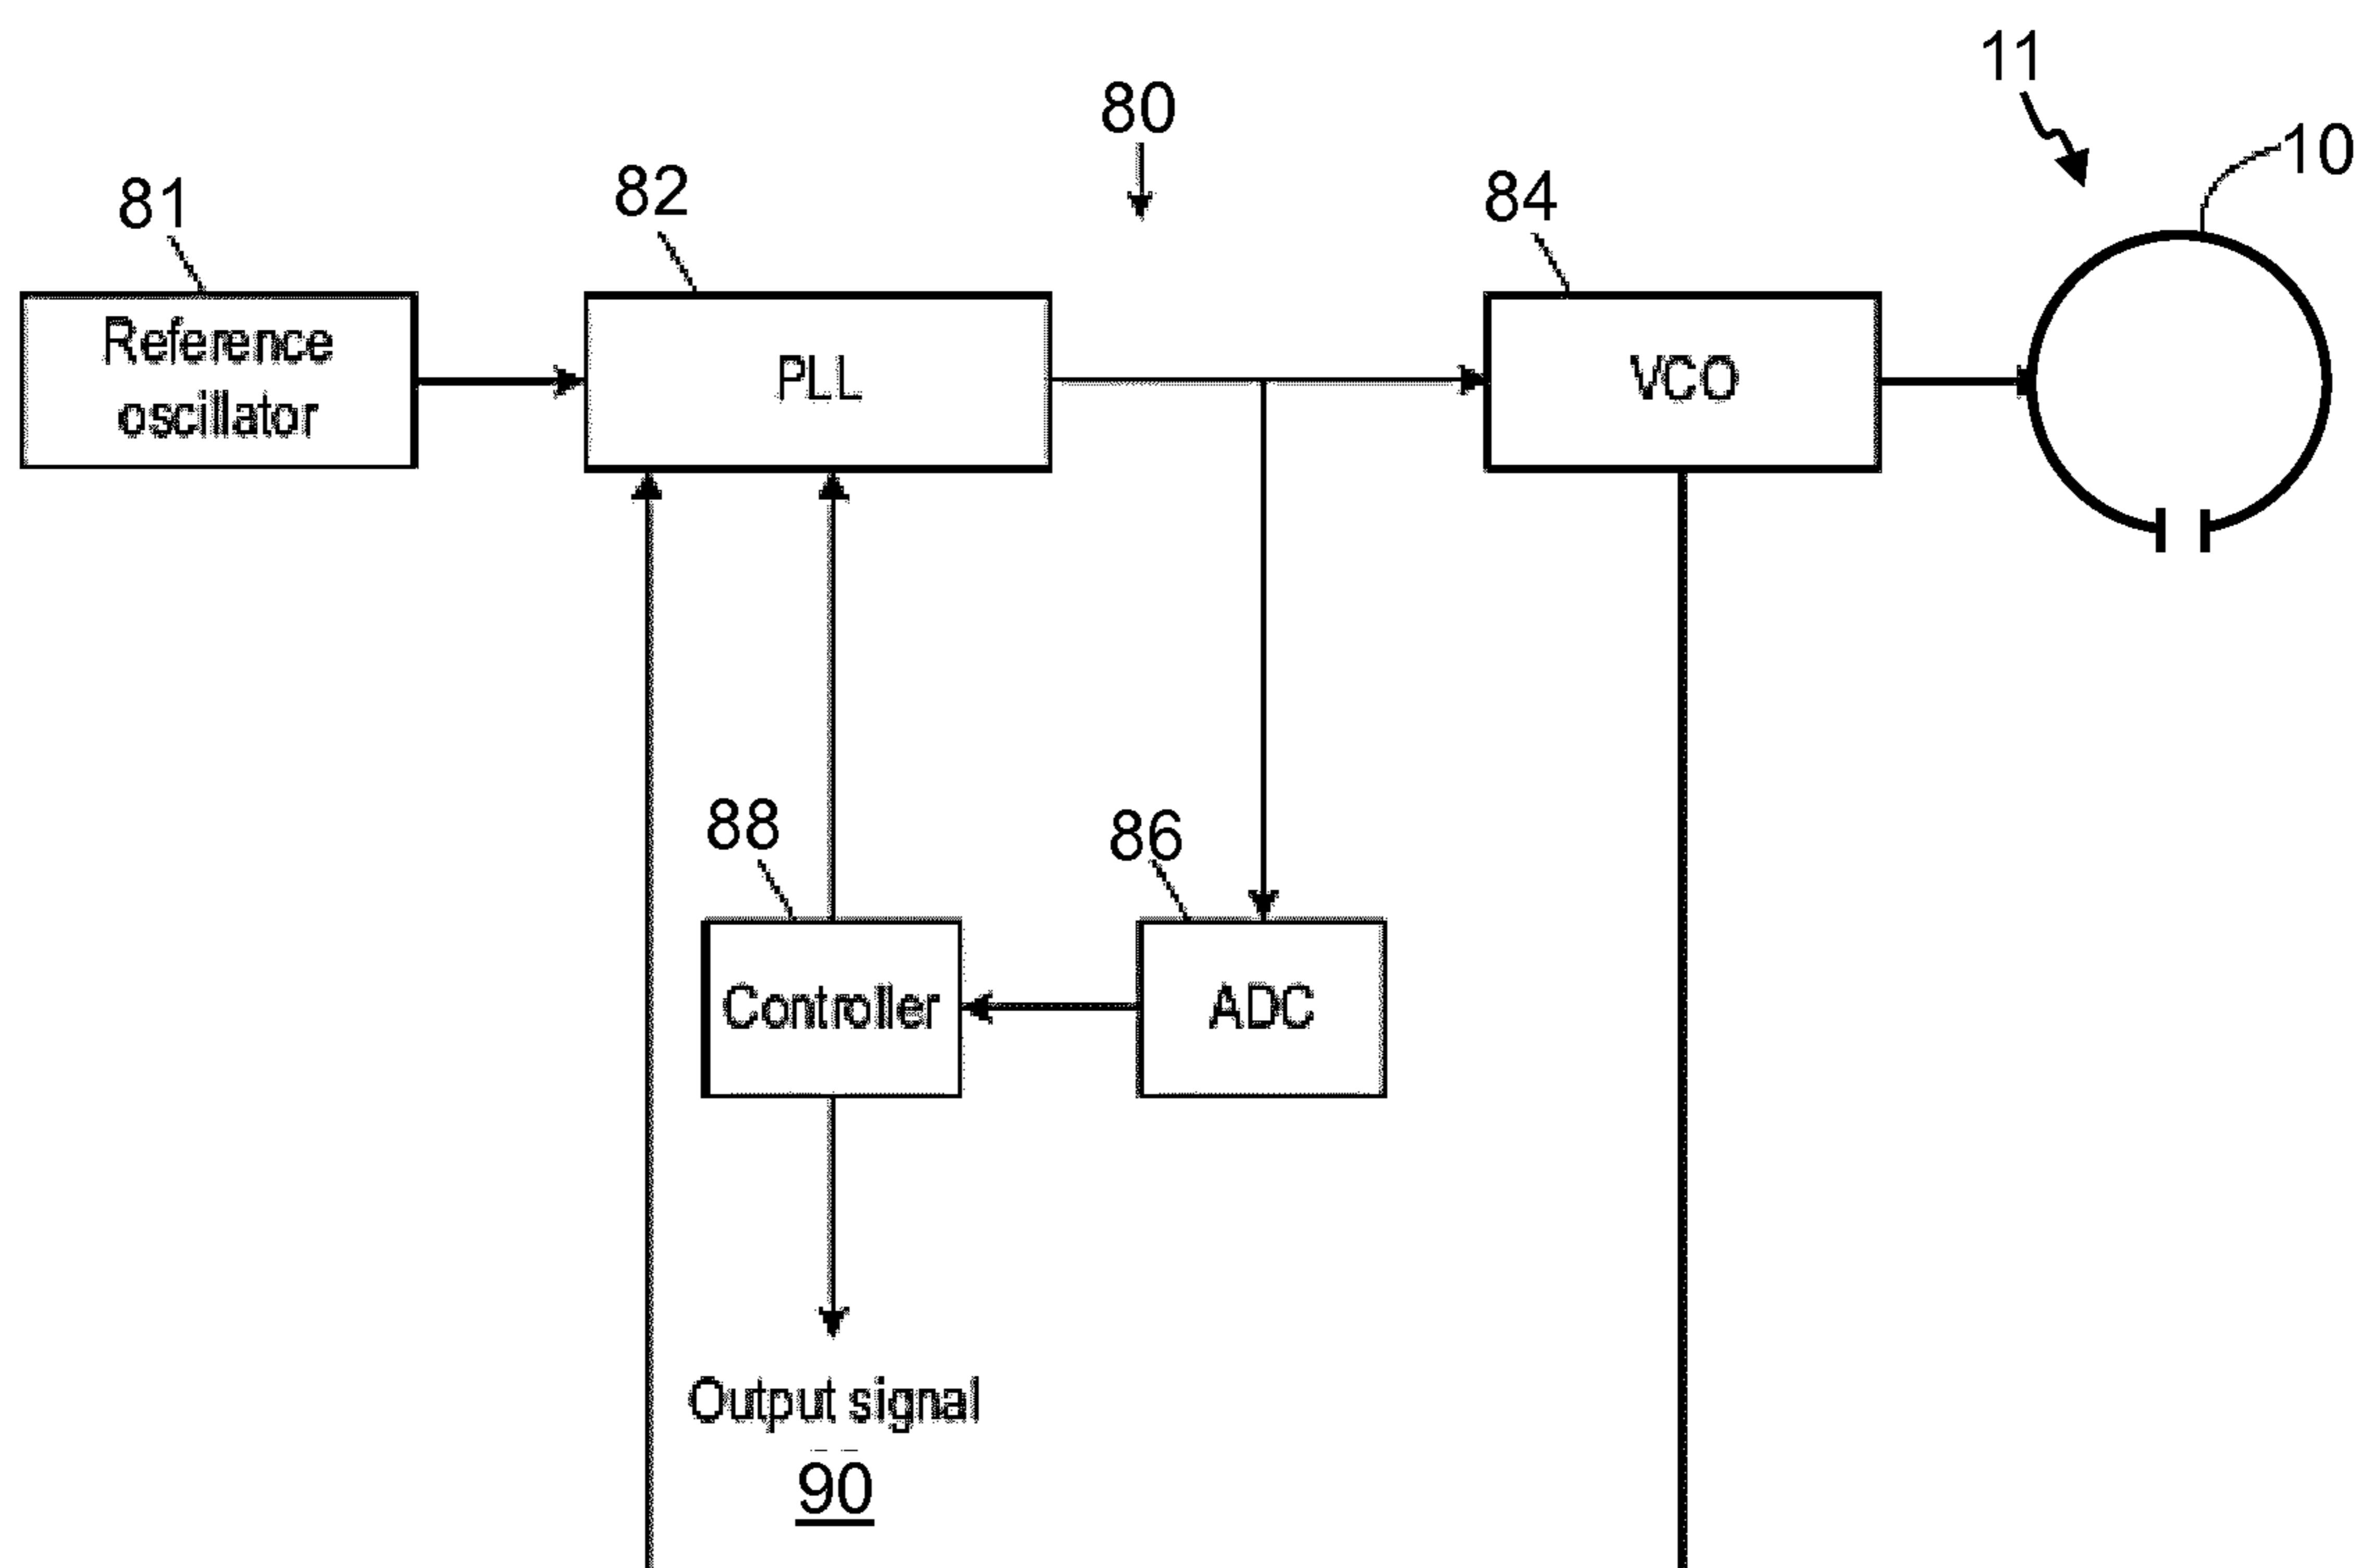 11
80
10
82
84
81
Reference
oscillator
PLL
VCO
88
86
Controller
ADC
Output signal
90